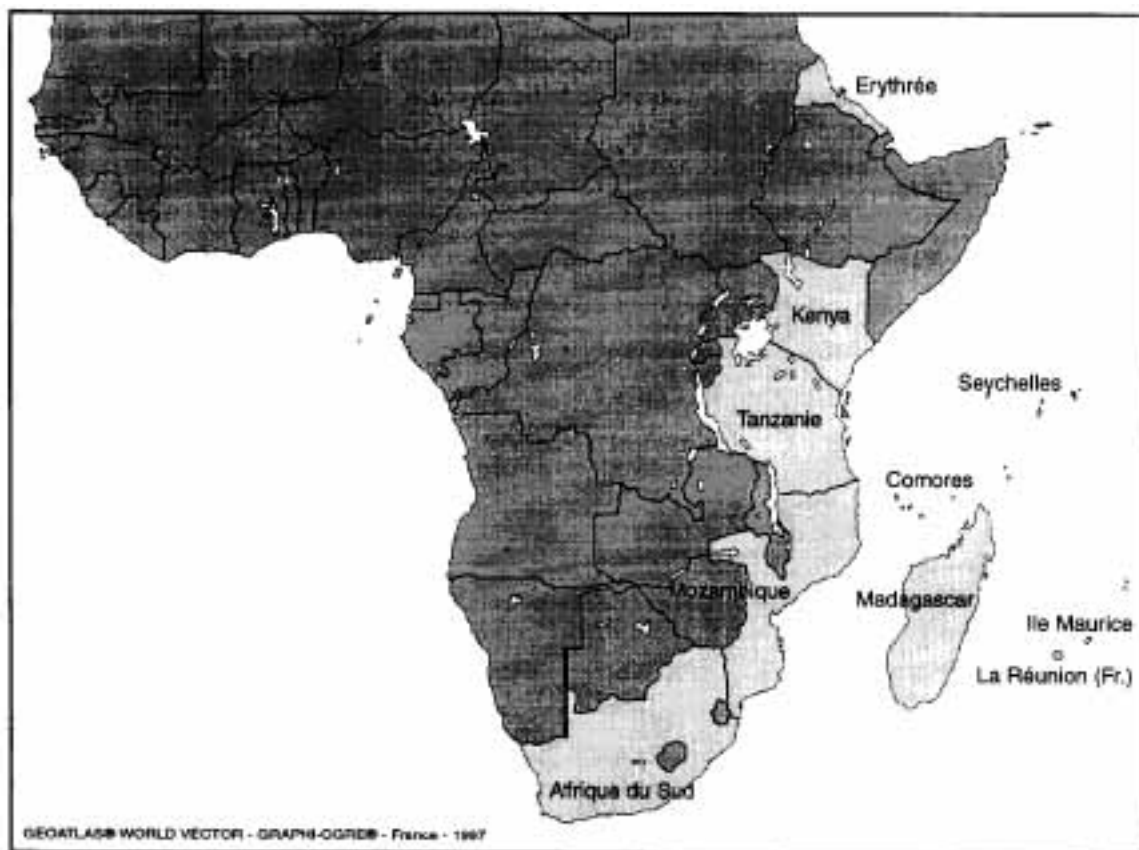 Erythrée
Kenya
Seychelles
Tanzanie
Comores
Mozambique
Madagascar
Ile Maurice
La Réunion (Fr.)
Afrique du Sud
GEOATLAS® WORLD VECTOR - GRAPHI-OGRE® - France - 1997